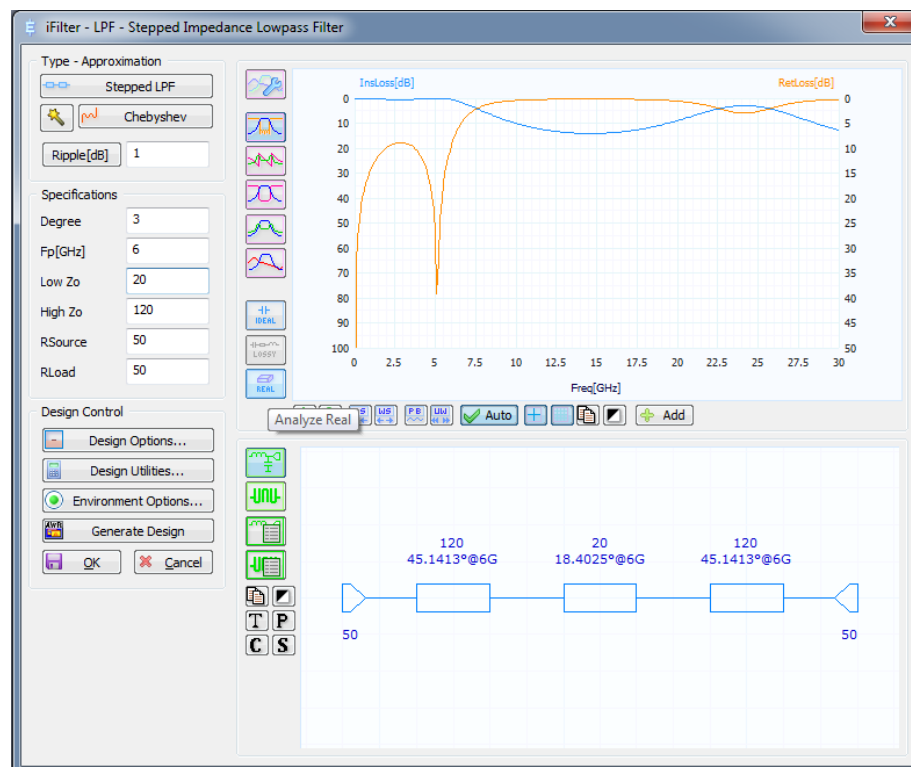 iFilter - LPF - Stepped Impedance Lowpass Filter
Type - Approximation
Stepped LPF
Chebyshev
Ripple[dB] 1
Specifications
Degree 3
Fp[GHz] 6
Low Zo 20
High Zo 120
RSource 50
RLoad 50
Design Control
Design Options...
Design Utilities...
Environment Options...
AWR Generate Design
OK Cancel
IDEAL
LOSSY
REAL
Analyze Real
InsLoss[dB] RetLoss[dB]
0 0
10 5
20 10
30 15
40 20
50 25
60 30
70 35
80 40
90 45
100 50
0 2.5 5 7.5 10 12.5 15 17.5 20 22.5 25 27.5 30
Freq[GHz]
WS PB UW Auto Add
T P
C S
120 20 120
45.1413°@6G 18.4025°@6G 45.1413°@6G
50 50